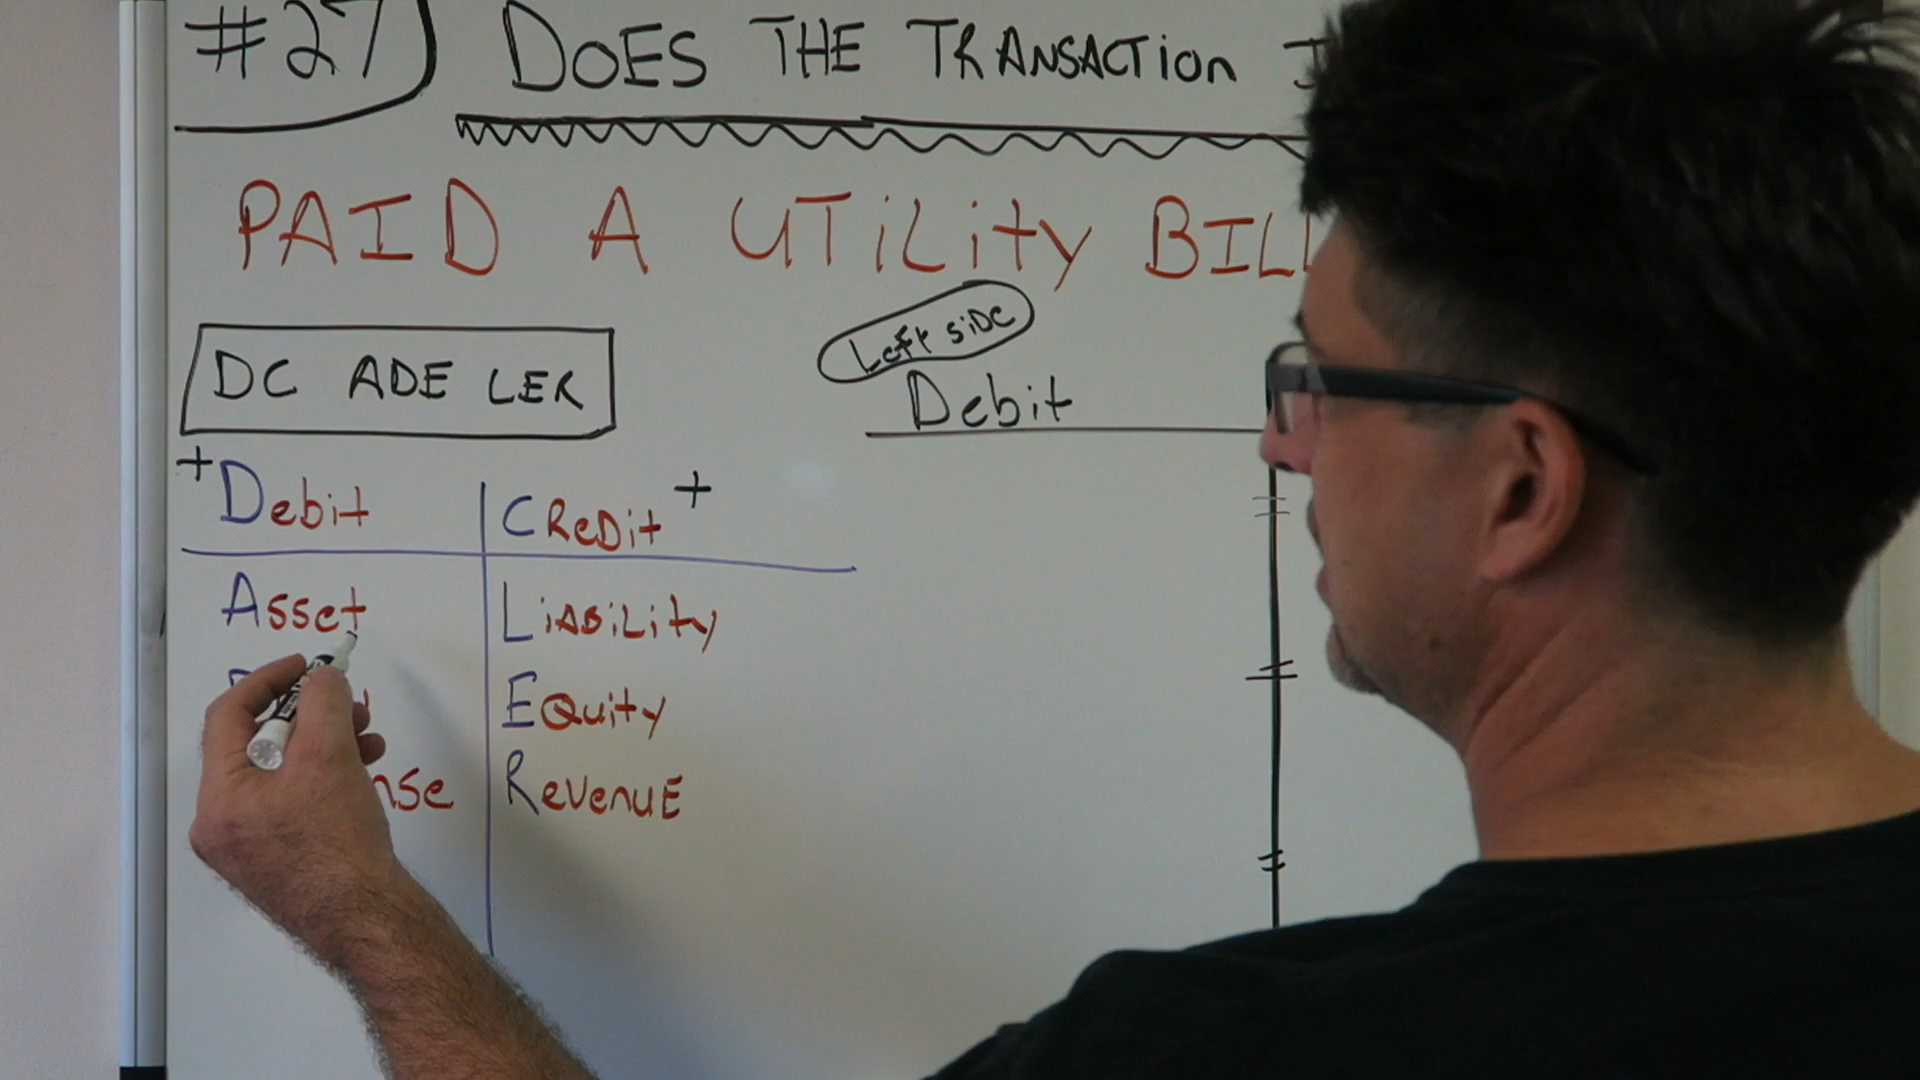 #27 DOES THE TRANSACTION
PAID A UTILITY BILL
Left side
DC ADE LER
Debit
+ Debit CREDit +
Asset LiABiLity
EQuity
nse RevenuE